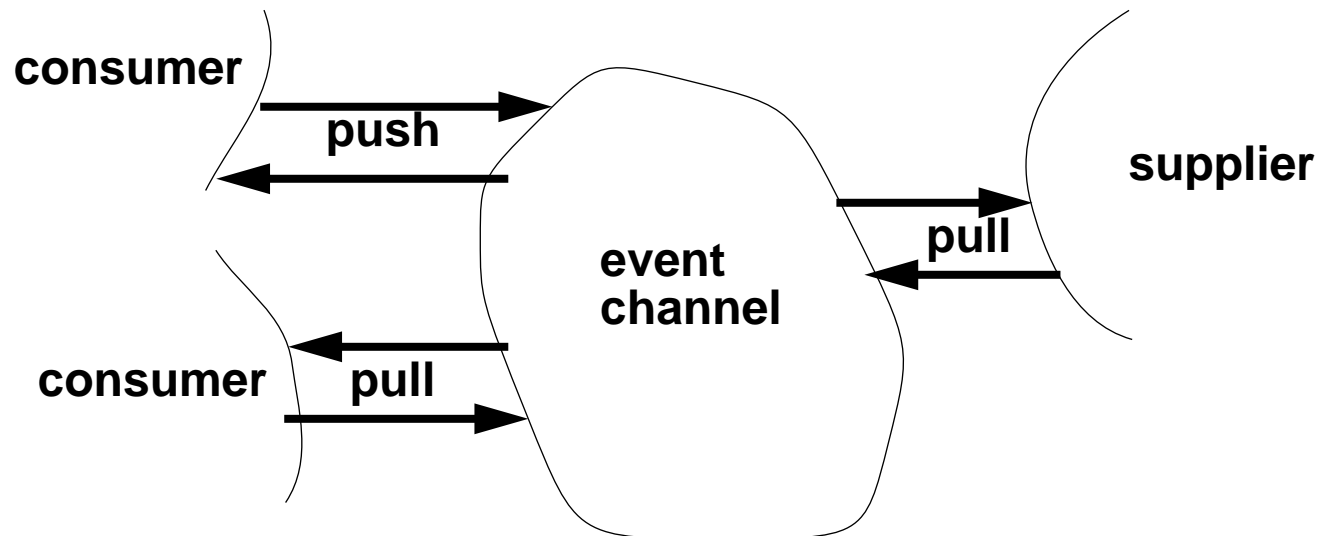 consumer
push
supplier
pull
event
channel
consumer
pull